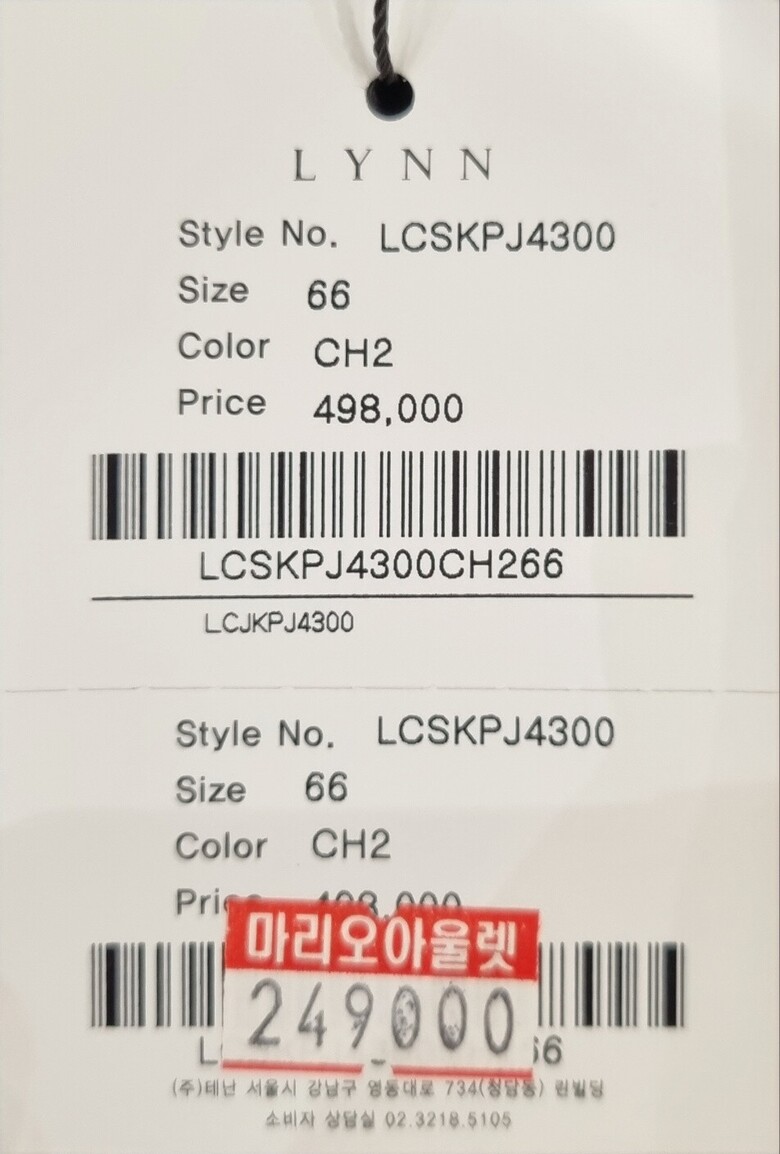 LYNN
Style No. LCSKPJ4300
Size 66
Color CH2
Price 498,000
LCSKPJ4300CH266
LCJKPJ4300
Style No. LCSKPJ4300
Size 66
Color CH2
마리오아울렛
249000
(주)테난 서울시 강남구 영동대로 734(청담동) 린빌딩
소비자 상담실 02.3218.5105